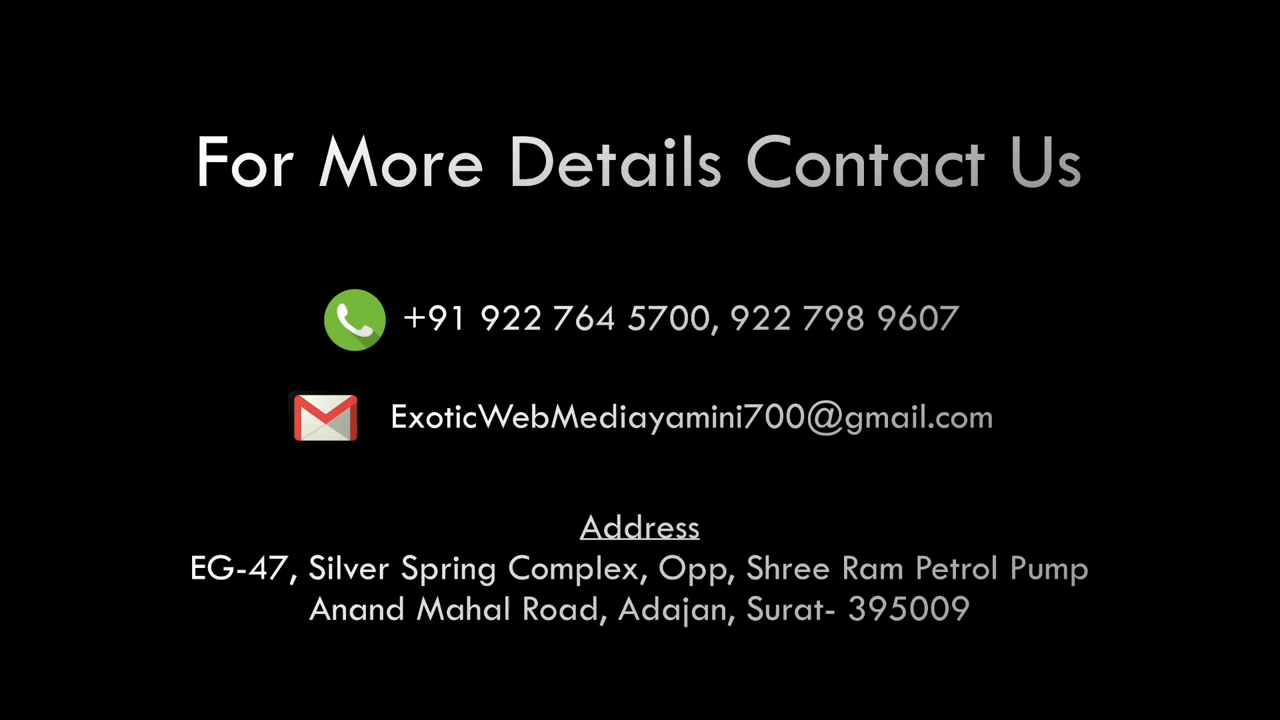 For More Details Contact Us
+91 922 764 5700, 922 798 9607
ExoticWebMediayamini700@gmail.com
Address
EG-47, Silver Spring Complex, Opp, Shree Ram Petrol Pump
Anand Mahal Road, Adajan, Surat- 395009